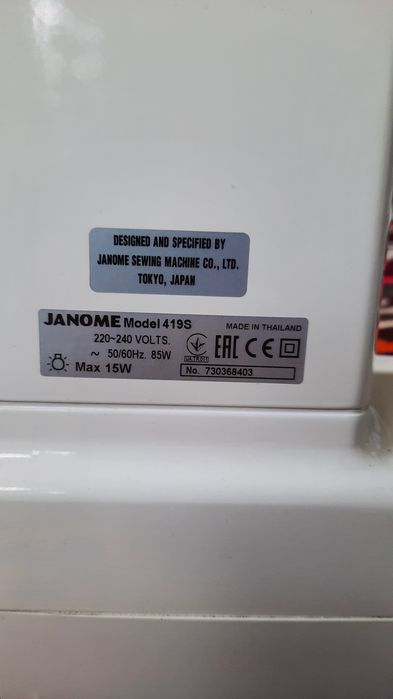 DESIGNED AND SPECIFIED BY
JANOME SEWING MACHINE CO., LTD.
TOKYO, JAPAN
JANOME Model 419S
MADE IN THAILAND
220~240 VOLTS.
~ 50/60Hz. 85W
EAC CE
Max 15W
No. 730368403